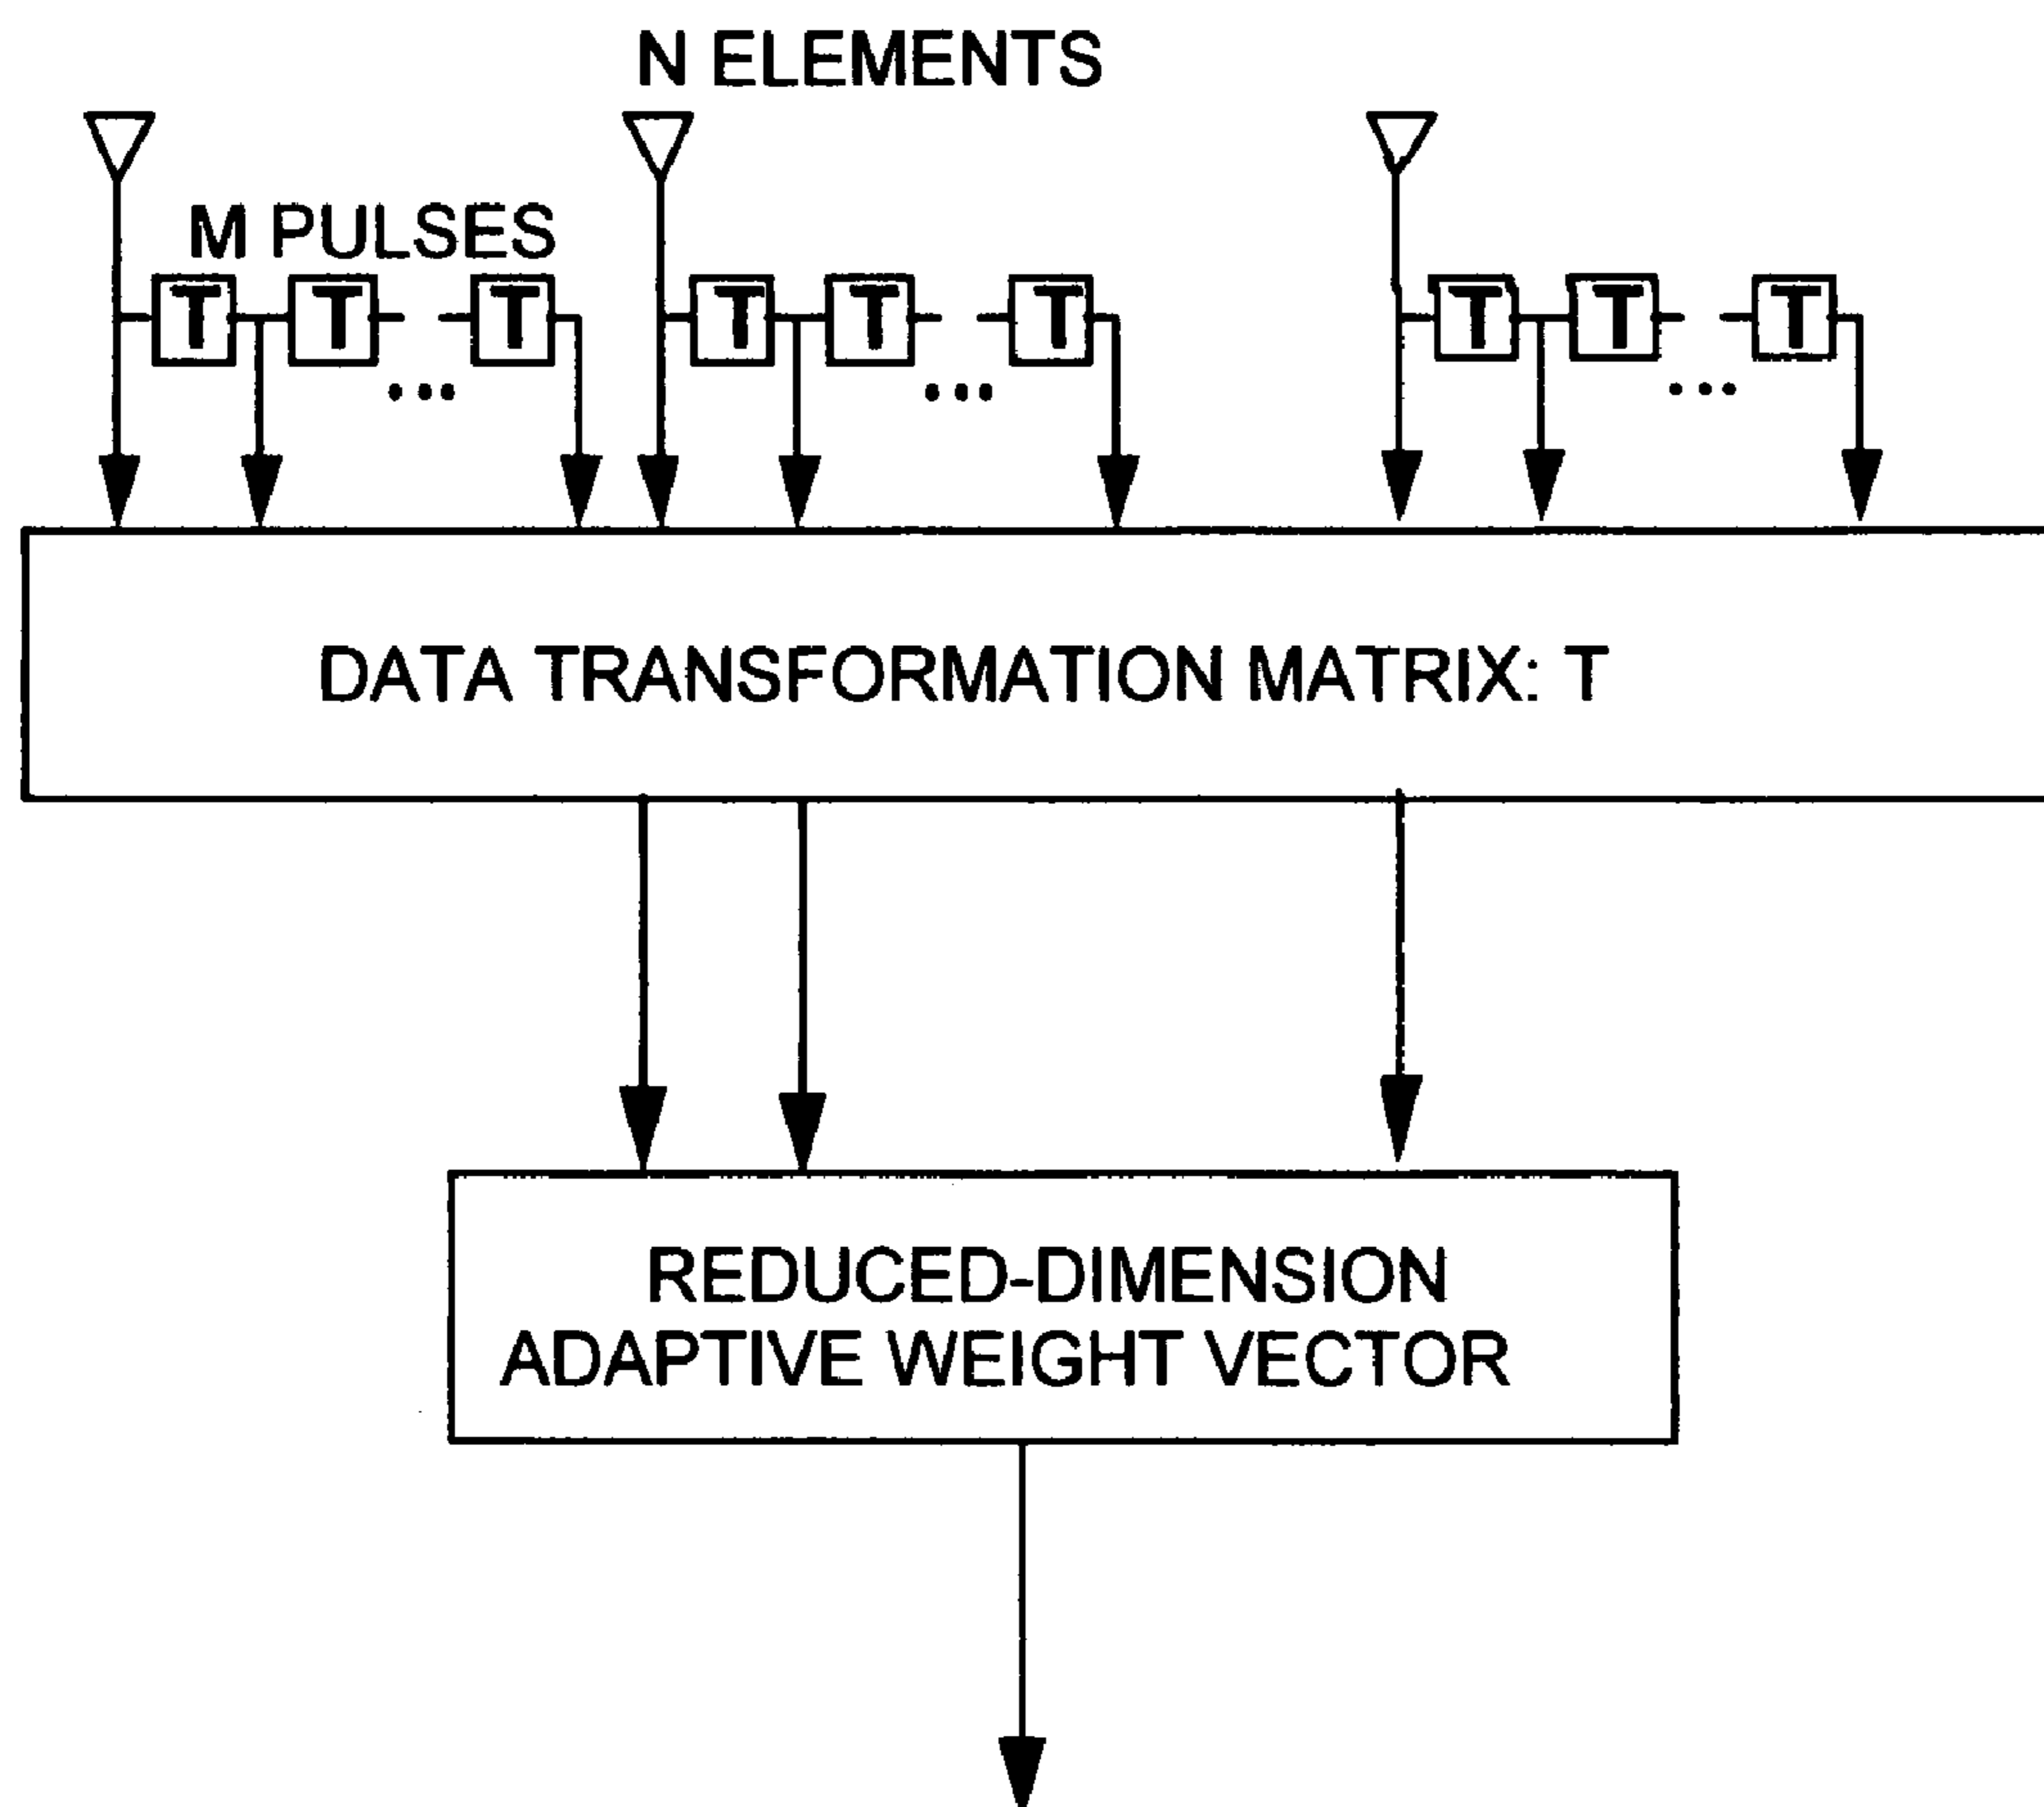 N ELEMENTS
M PULSES
T T T T T T T T T
... ... ...
DATA TRANSFORMATION MATRIX: T
REDUCED-DIMENSION
ADAPTIVE WEIGHT VECTOR